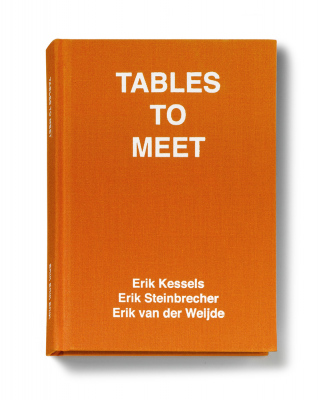 TABLES
TO
MEET
Erik Kessels
Erik Steinbrecher
Erik van der Weijde